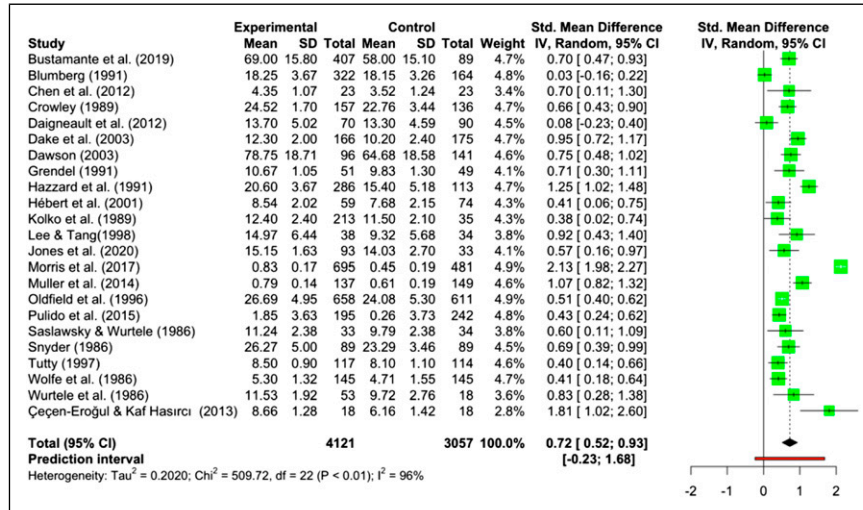 Experimental Control Std. Mean Difference Std. Mean Difference
Study Mean SD Total Mean SD Total Weight IV, Random, 95% CI IV, Random, 95% CI
Bustamante et al. (2019) 69.00 15.80 407 58.00 15.10 89 4.7% 0.70 [0.47; 0.93]
Blumberg (1991) 18.25 3.67 322 18.15 3.26 164 4.8% 0.03 [-0.16; 0.22]
Chen et al. (2012) 4.35 1.07 23 3.52 1.24 23 3.5% 0.70 [0.11; 1.30]
Crowley (1989) 24.52 1.70 157 22.76 3.44 136 4.7% 0.66 [0.43; 0.90]
Daigneault et al. (2012) 13.70 5.02 70 13.30 4.59 90 4.5% 0.08 [-0.23; 0.40]
Dake et al. (2003) 12.30 2.00 166 10.20 2.40 175 4.7% 0.95 [0.72; 1.17]
Dawson (2003) 78.75 18.71 96 64.68 18.58 141 4.6% 0.75 [0.48; 1.02]
Grendel (1991) 10.67 1.05 51 9.83 1.30 49 4.2% 0.71 [0.30; 1.11]
Hazzard et al. (1991) 20.60 3.67 286 15.40 5.18 113 4.7% 1.25 [1.02; 1.48]
Hébert et al. (2001) 8.54 2.02 59 7.68 2.15 74 4.4% 0.41 [0.06; 0.75]
Kolko et al. (1989) 12.40 2.40 213 11.50 2.10 35 4.4% 0.38 [0.02; 0.74]
Lee & Tang(1998) 14.97 6.44 38 9.32 5.68 34 3.9% 0.92 [0.43; 1.40]
Jones et al. (2020) 15.15 1.63 93 14.03 2.70 33 4.2% 0.57 [0.16; 0.97]
Morris et al. (2017) 0.83 0.17 695 0.45 0.19 481 4.9% 2.13 [1.98; 2.27]
Muller et al. (2014) 0.79 0.14 137 0.61 0.19 149 4.6% 1.07 [0.82; 1.32]
Oldfield et al. (1996) 26.69 4.95 658 24.08 5.30 611 4.9% 0.51 [0.40; 0.62]
Pulido et al. (2015) 1.85 3.63 195 0.26 3.73 242 4.8% 0.43 [0.24; 0.62]
Saslawsky & Wurtele (1986) 11.24 2.38 33 9.79 2.38 34 3.9% 0.60 [0.11; 1.09]
Snyder (1986) 26.27 5.00 89 23.29 3.46 89 4.5% 0.69 [0.39; 0.99]
Tutty (1997) 8.50 0.90 117 8.10 1.10 114 4.6% 0.40 [0.14; 0.66]
Wolfe et al. (1986) 5.30 1.32 145 4.71 1.55 145 4.7% 0.41 [0.18; 0.64]
Wurtele et al. (1986) 11.53 1.92 53 9.72 2.76 18 3.7% 0.83 [0.28; 1.38]
Çeçen-Eroğul & Kaf Hasırcı (2013) 8.66 1.28 18 6.16 1.42 18 2.8% 1.81 [1.02; 2.60]
Total (95% CI) 4121 3057 100.0% 0.72 [0.52; 0.93]
Prediction interval [-0.23; 1.68]
Heterogeneity: Tau² = 0.2020; Chi² = 509.72, df = 22 (P < 0.01); I² = 96%
-2 -1 0 1 2